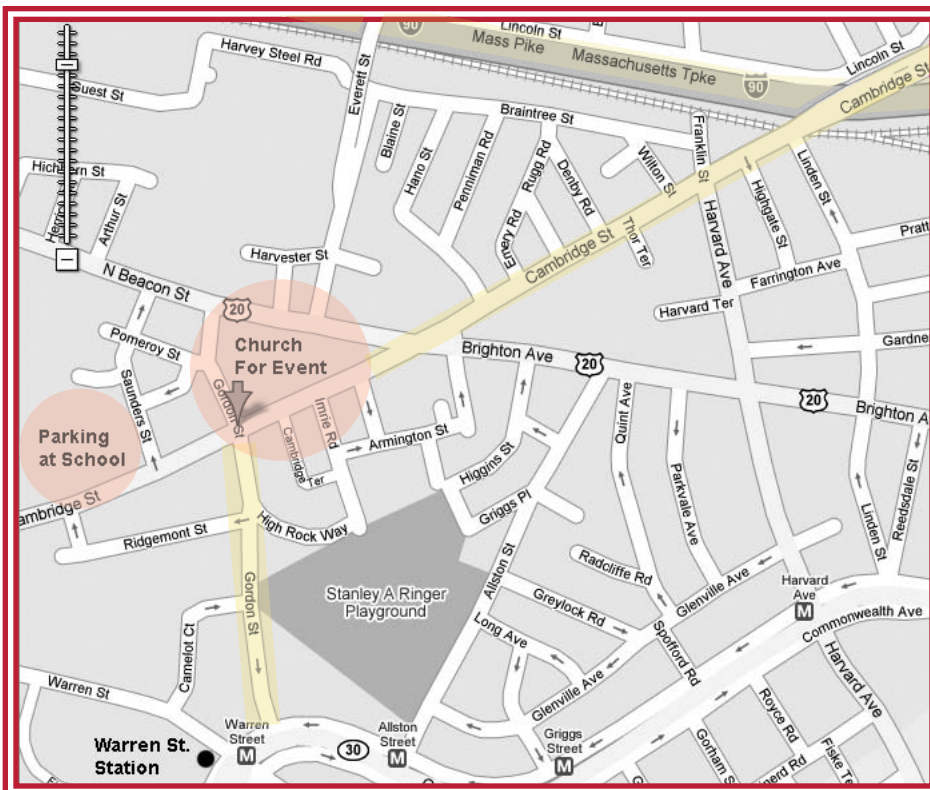 90
Lincoln St
Mass Pike
Massachusetts Tpke
90
Lincoln St
Cambridge St
Harvey Steel Rd
Everett St
Guest St
Blaine St
Braintree St
Franklin St
Hano St
Penniman Rd
Rugg Rd
Denby Rd
Wilton St
Highgate St
Linden St
Arthur St
Emery Rd
Thor Ter
Cambridge St
Harvard Ave
Pratt
Harvester St
N Beacon St
20
Farrington Ave
Harvard Ter
Pomeroy St
Church
For Event
Brighton Ave
20
Gardne
Saunders St
Gordon St
Imrie Rd
Quint Ave
20
Brighton A
Parking
at School
Cambridge
Ter
Armington St
Higgins St
Parkvale Ave
Reedsdale St
Linden St
ambridge St
Ridgemont St
High Rock Way
Griggs Pl
Gordon St
Stanley A Ringer
Playground
Allston St
Radcliffe Rd
Glenville Ave
Harvard
Ave
M
Greylock Rd
Commonwealth Ave
Camelot Ct
Long Ave
Spofford Rd
Harvard Ave
Glenville Ave
Warren St
Warren
Street
M
Allston
Street
M
Griggs
Street
M
30
Royce Rd
Gorham S
Fiske Te
nerd Rd
Warren St.
Station